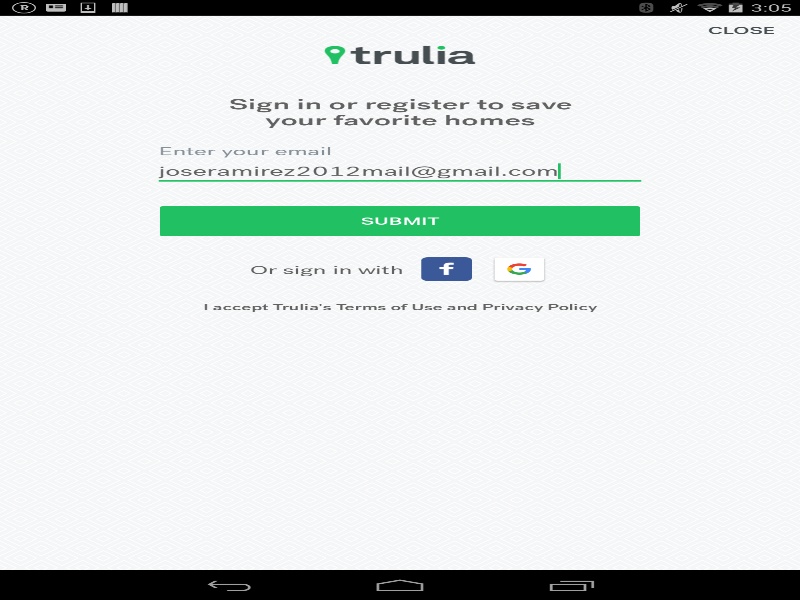 3:05
CLOSE
trulia
Sign in or register to save
your favorite homes
Enter your email
joseramirez2012mail@gmail.com
SUBMIT
Or sign in with
I accept Trulia's Terms of Use and Privacy Policy